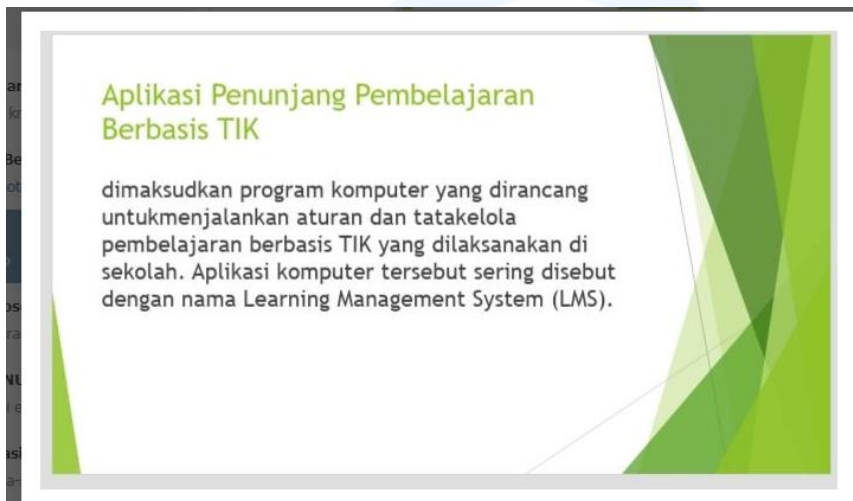 Aplikasi Penunjang Pembelajaran
Berbasis TIK
dimaksudkan program komputer yang dirancang
untukmenjalankan aturan dan tatakelola
pembelajaran berbasis TIK yang dilaksanakan di
sekolah. Aplikasi komputer tersebut sering disebut
dengan nama Learning Management System (LMS).